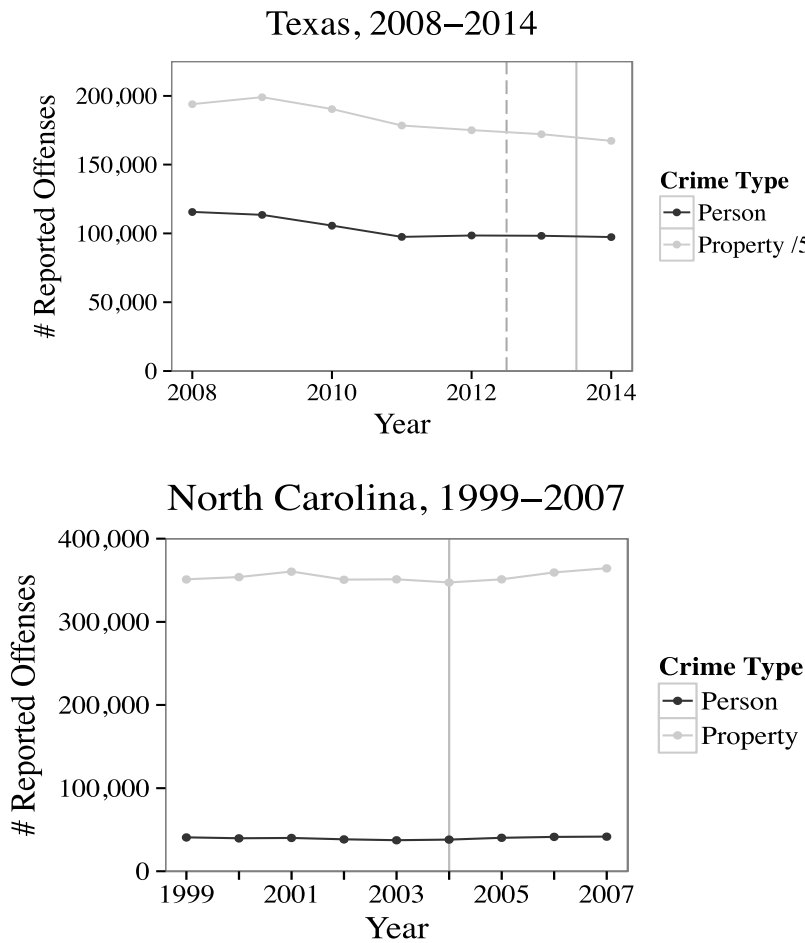 Texas, 2008–2014
# Reported Offenses
200,000
150,000
100,000
50,000
0
2008
2010
2012
2014
Year
Crime Type
Person
Property /5
North Carolina, 1999–2007
# Reported Offenses
400,000
300,000
200,000
100,000
0
1999
2001
2003
2005
2007
Year
Crime Type
Person
Property